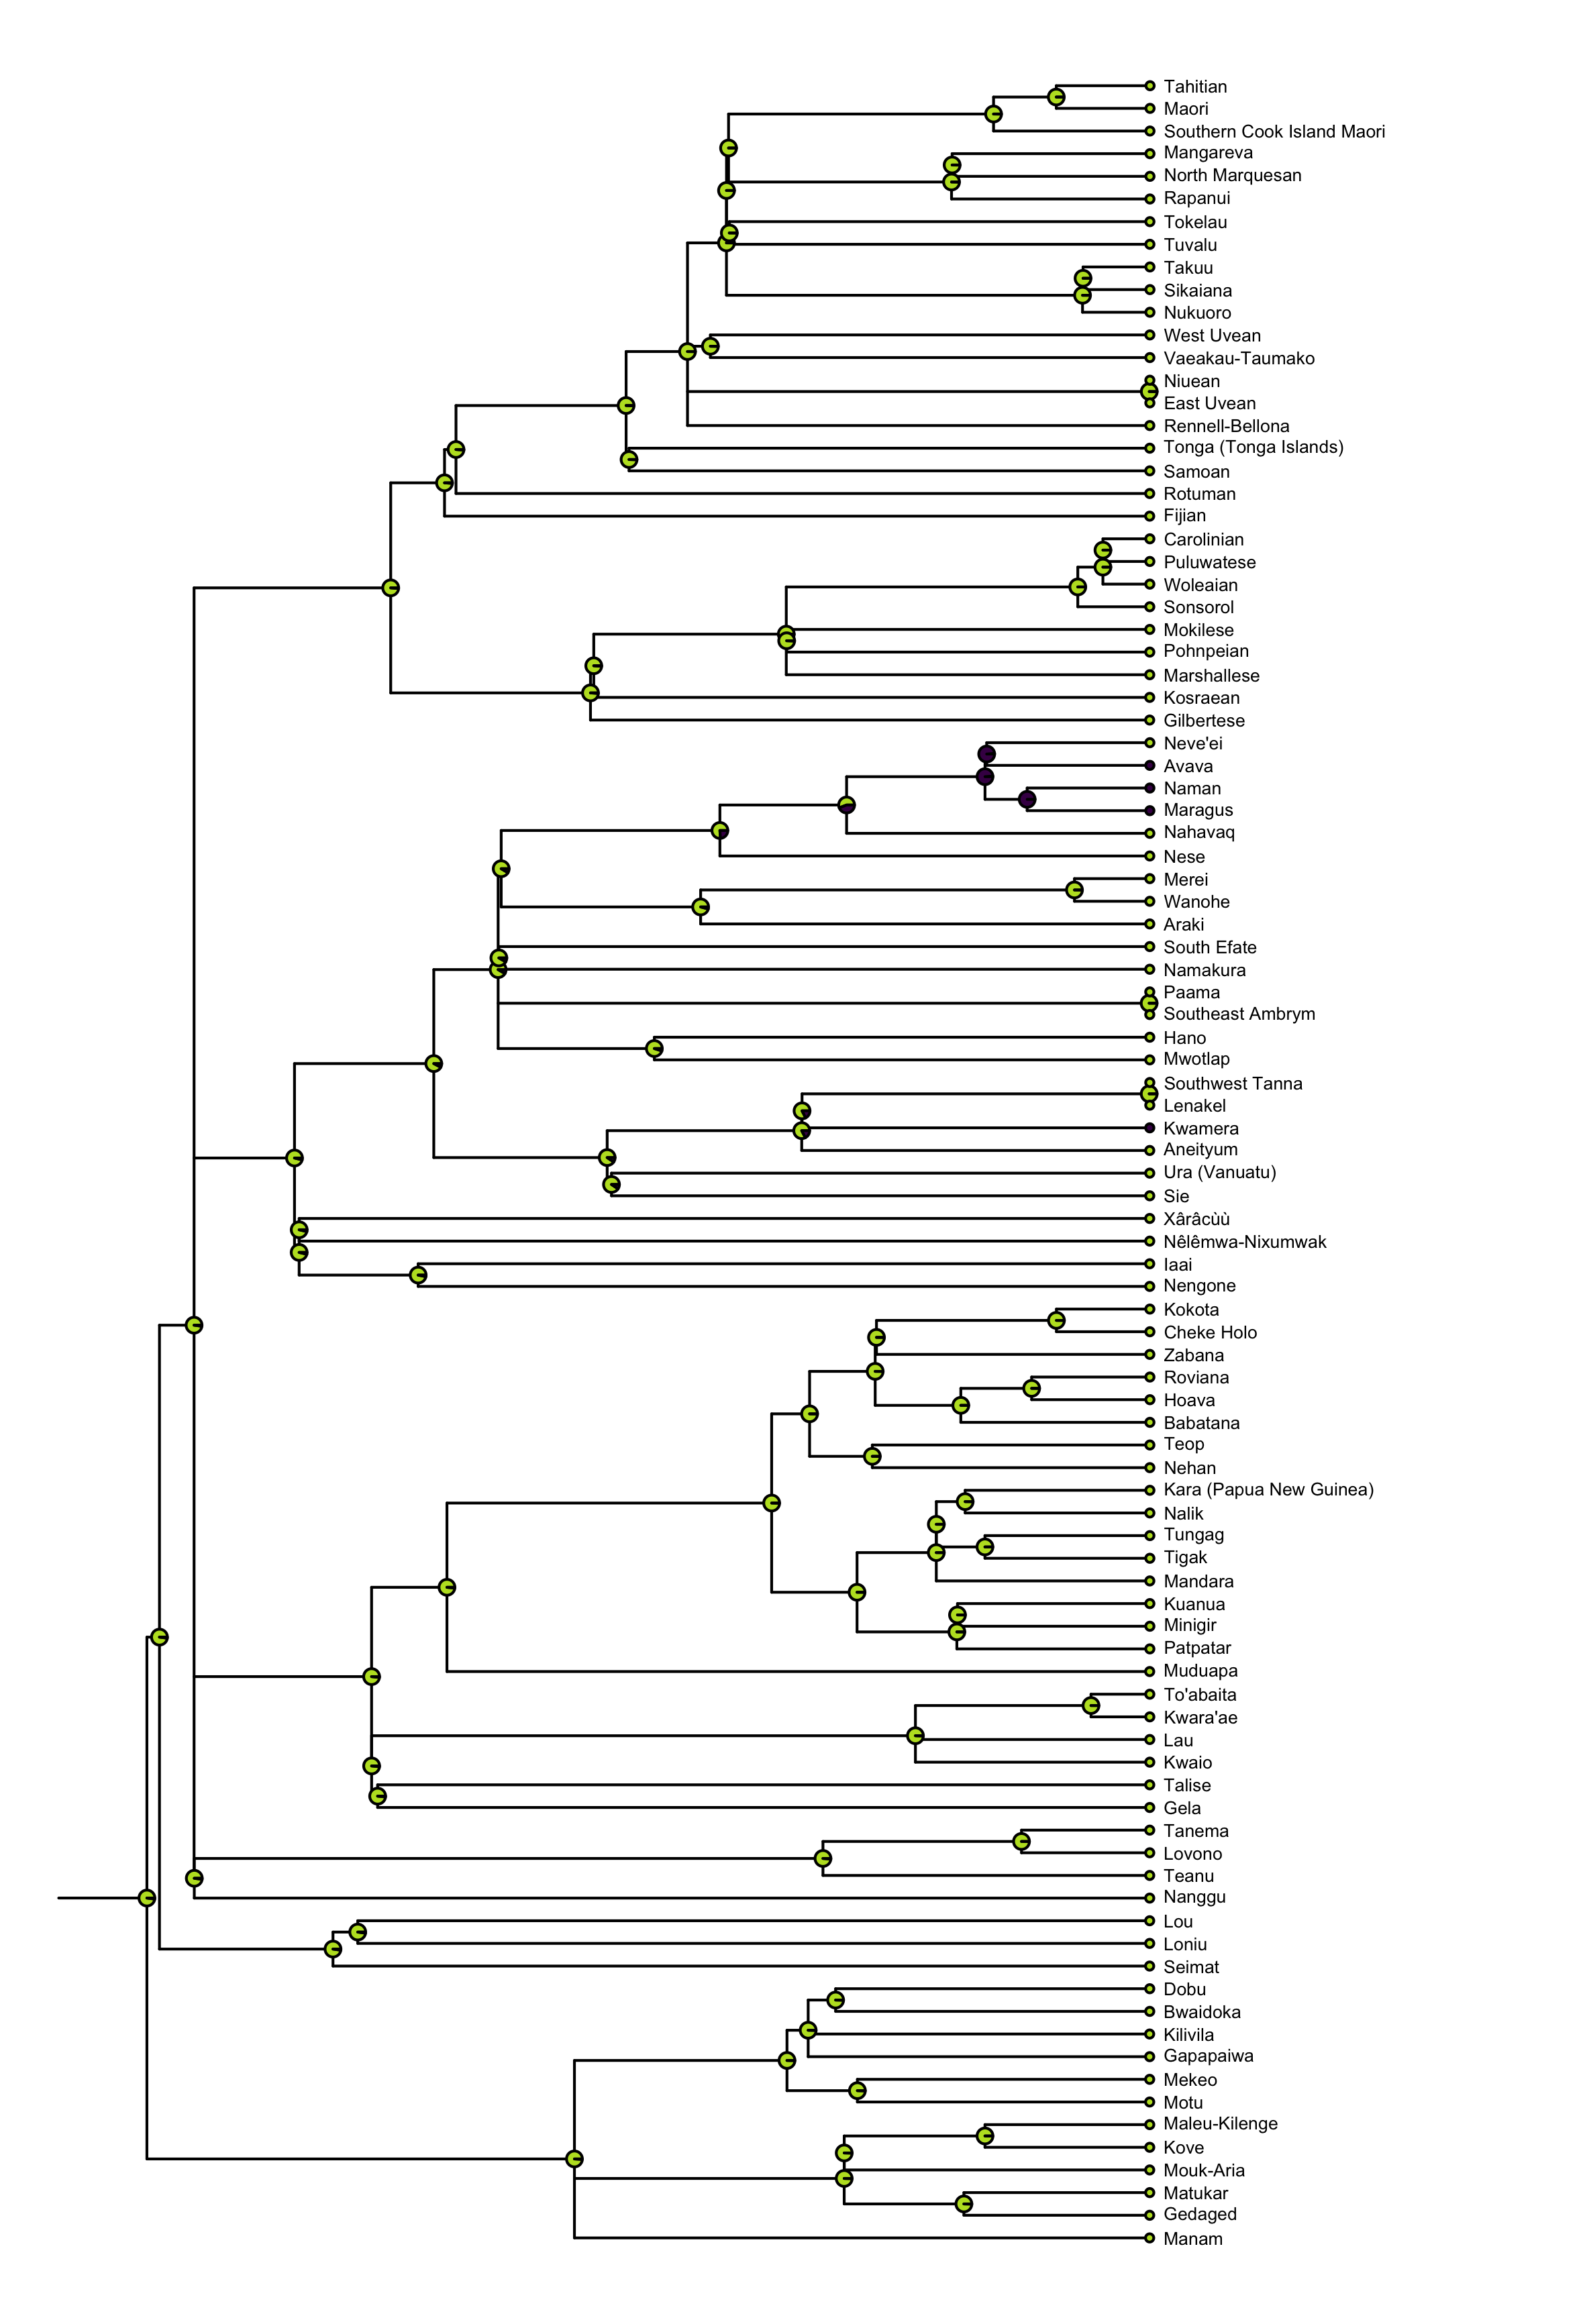 Tahitian
Maori
Southern Cook Island Maori
Mangareva
North Marquesan
Rapanui
Tokelau
Tuvalu
Takuu
Sikaiana
Nukuoro
West Uvean
Vaeakau-Taumako
Niuean
East Uvean
Rennell-Bellona
Tonga (Tonga Islands)
Samoan
Rotuman
Fijian
Carolinian
Puluwatese
Woleaian
Sonsorol
Mokilese
Pohnpeian
Marshallese
Kosraean
Gilbertese
Neve'ei
Avava
Naman
Maragus
Nahavaq
Nese
Merei
Wanohe
Araki
South Efate
Namakura
Paama
Southeast Ambrym
Hano
Mwotlap
Southwest Tanna
Lenakel
Kwamera
Aneityum
Ura (Vanuatu)
Sie
Xârâcùù
Nêlêmwa-Nixumwak
Iaai
Nengone
Kokota
Cheke Holo
Zabana
Roviana
Hoava
Babatana
Teop
Nehan
Kara (Papua New Guinea)
Nalik
Tungag
Tigak
Mandara
Kuanua
Minigir
Patpatar
Muduapa
To'abaita
Kwara'ae
Lau
Kwaio
Talise
Gela
Tanema
Lovono
Teanu
Nanggu
Lou
Loniu
Seimat
Dobu
Bwaidoka
Kilivila
Gapapaiwa
Mekeo
Motu
Maleu-Kilenge
Kove
Mouk-Aria
Matukar
Gedaged
Manam